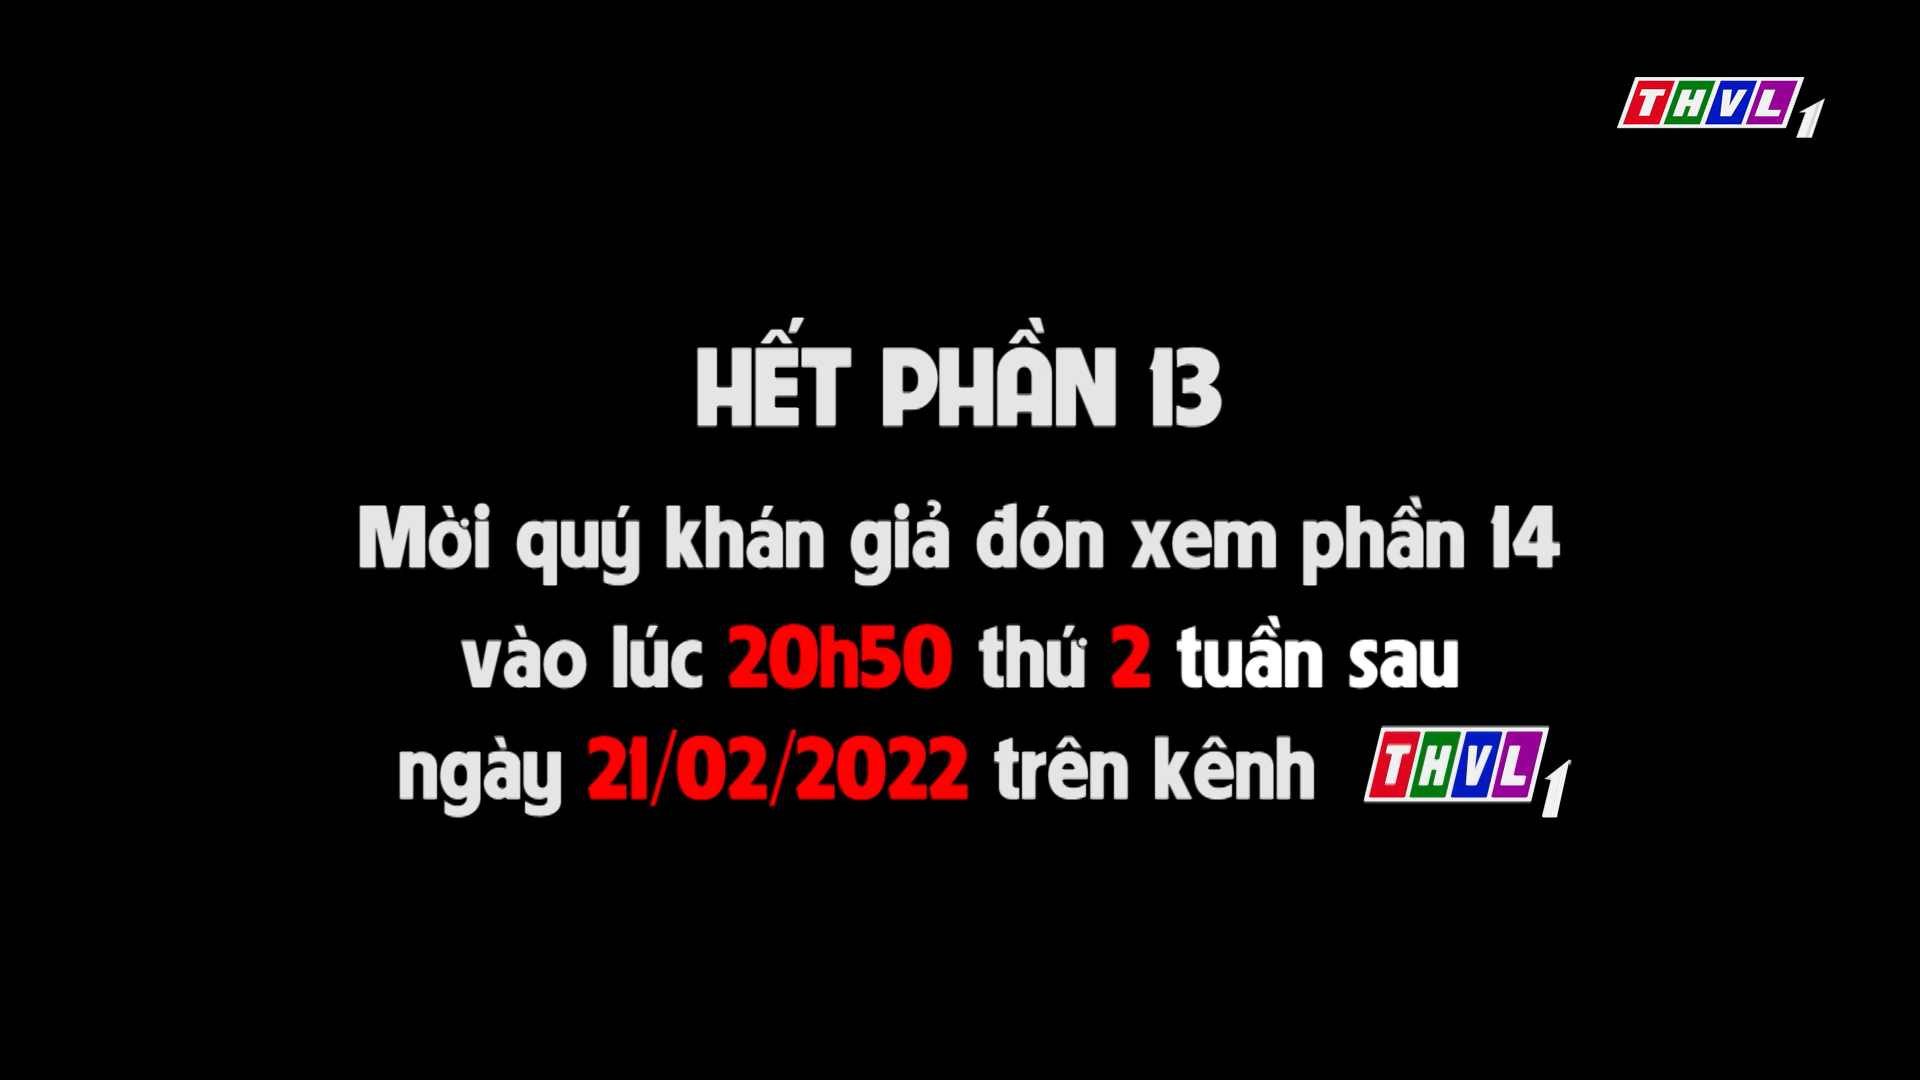 THVL1
HẾT PHẦN 13
Mời quý khán giả đón xem phần 14
vào lúc 20h50 thứ 2 tuần sau
ngày 21/02/2022 trên kênh THVL1